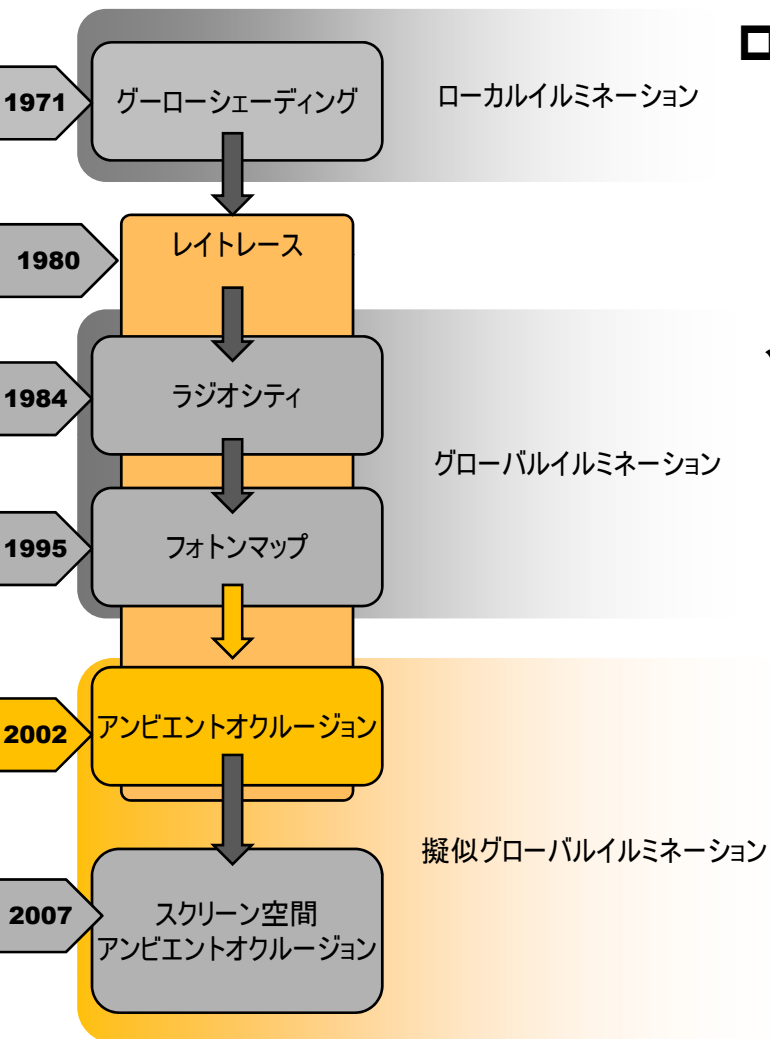 1971
グーローシェーディング
ローカルイルミネーション
1980
レイトレース
1984
ラジオシティ
グローバルイルミネーション
1995
フォトンマップ
2002
アンビエントオクルージョン
擬似グローバルイルミネーション
2007
スクリーン空間
アンビエントオクルージョン